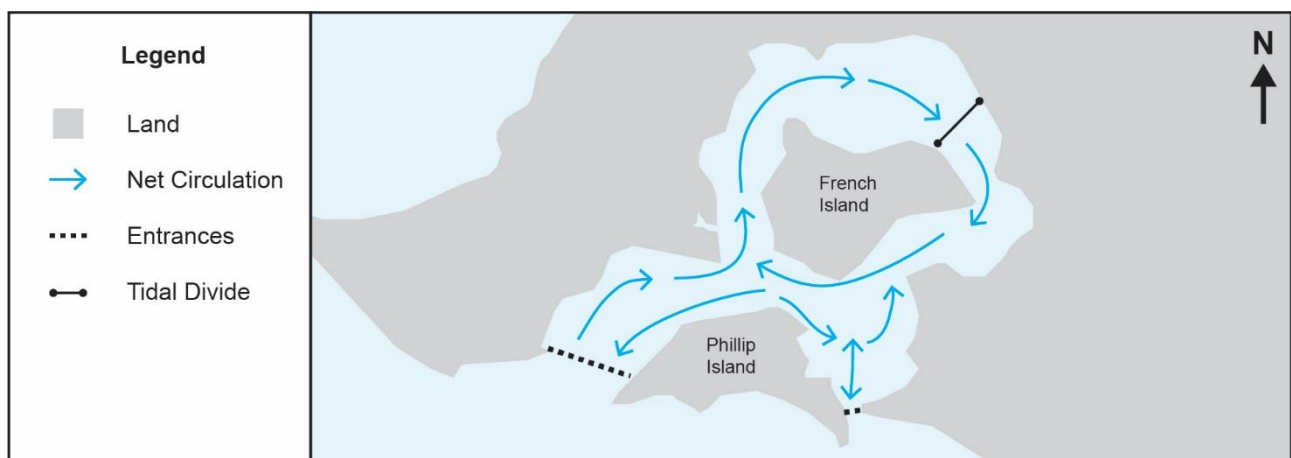 Legend
Land
Net Circulation
Entrances
Tidal Divide
N
French
Island
Phillip
Island